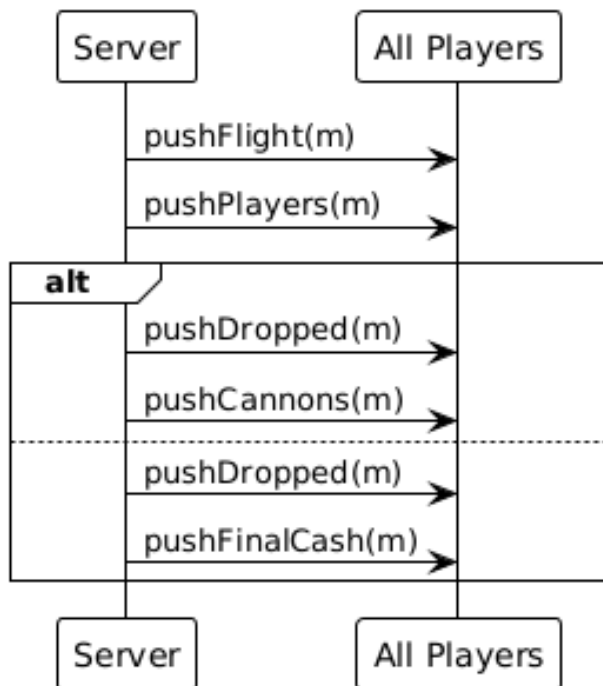 Server All Players
pushFlight(m)
pushPlayers(m)
alt
pushDropped(m)
pushCannons(m)
pushDropped(m)
pushFinalCash(m)
Server All Players